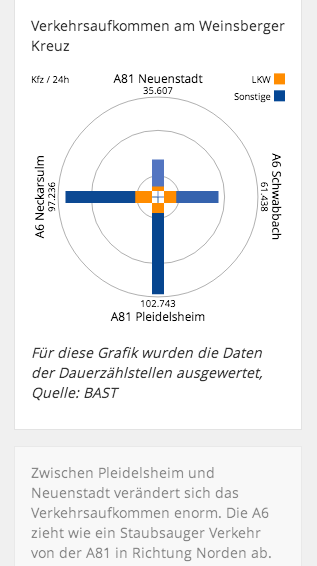 Verkehrsaufkommen am Weinsberger
Kreuz
Kfz / 24h
A81 Neuenstadt
35.607
LKW
Sonstige
A6 Neckarsulm
97.236
61.438
A6 Schwabbach
102.743
A81 Pleidelsheim
Für diese Grafik wurden die Daten
der Dauerzählstellen ausgewertet,
Quelle: BAST
Zwischen Pleidelsheim und
Neuenstadt verändert sich das
Verkehrsaufkommen enorm. Die A6
zieht wie ein Staubsauger Verkehr
von der A81 in Richtung Norden ab.